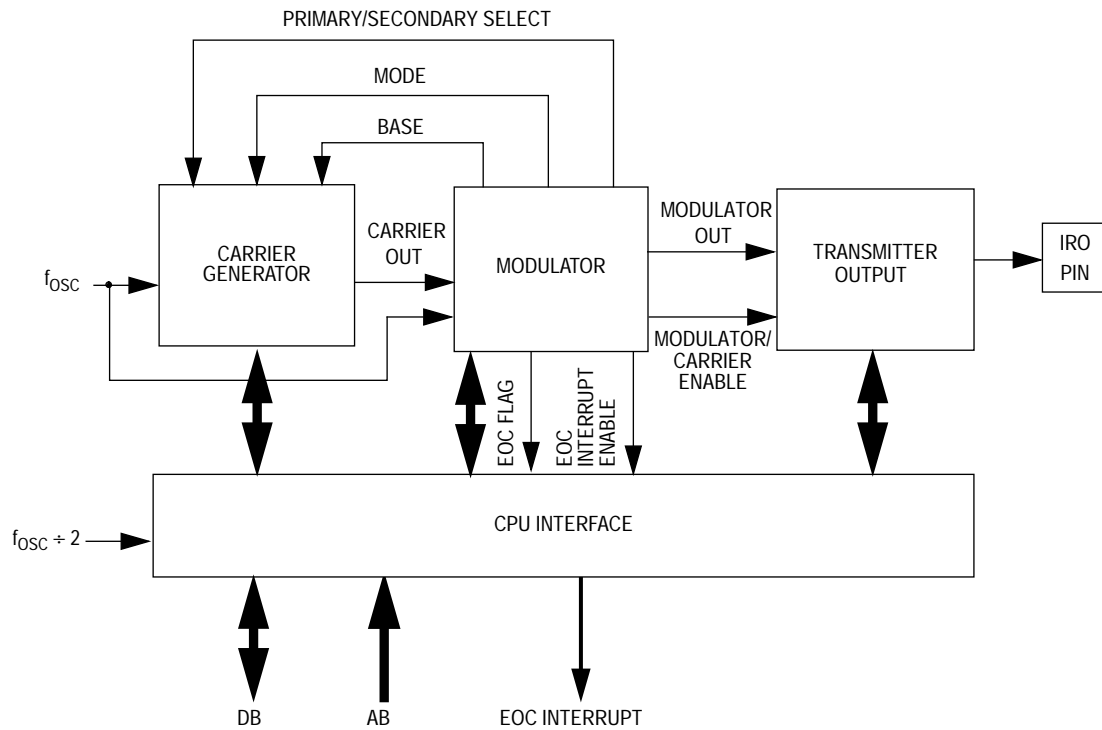 PRIMARY/SECONDARY SELECT
MODE
BASE
CARRIER
GENERATOR
CARRIER
OUT
MODULATOR
MODULATOR
OUT
TRANSMITTER
OUTPUT
IRO
PIN
fOSC
MODULATOR/
CARRIER
ENABLE
EOC FLAG
EOC
INTERRUPT
ENABLE
CPU INTERFACE
fOSC ÷ 2
DB
AB
EOC INTERRUPT